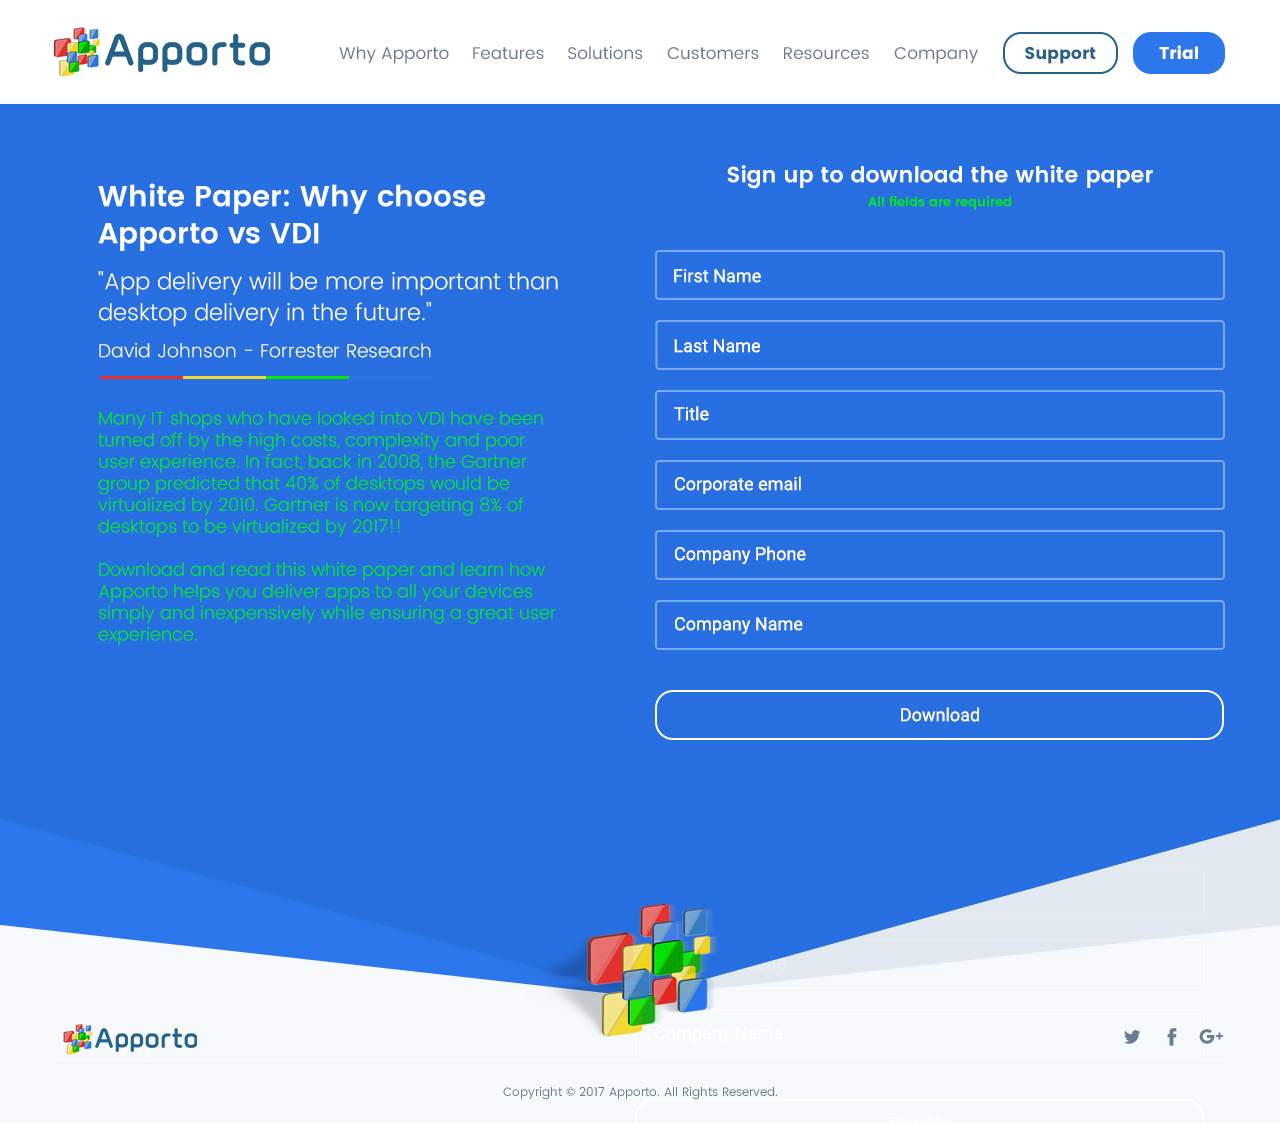 Apporto
Why Apporto Features Solutions Customers Resources Company Support Trial
White Paper: Why choose
Apporto vs VDI
"App delivery will be more important than
desktop delivery in the future."
David Johnson - Forrester Research
Many IT shops who have looked into VDI have been
turned off by the high costs, complexity and poor
user experience. In fact, back in 2008, the Gartner
group predicted that 40% of desktops would be
virtualized by 2010. Gartner is now targeting 8% of
desktops to be virtualized by 2017!!
Download and read this white paper and learn how
Apporto helps you deliver apps to all your devices
simply and inexpensively while ensuring a great user
experience.
Sign up to download the white paper
All fields are required
First Name
Last Name
Title
Corporate email
Company Phone
Company Name
Download
Company Name
Apporto
Copyright © 2017 Apporto. All Rights Reserved.